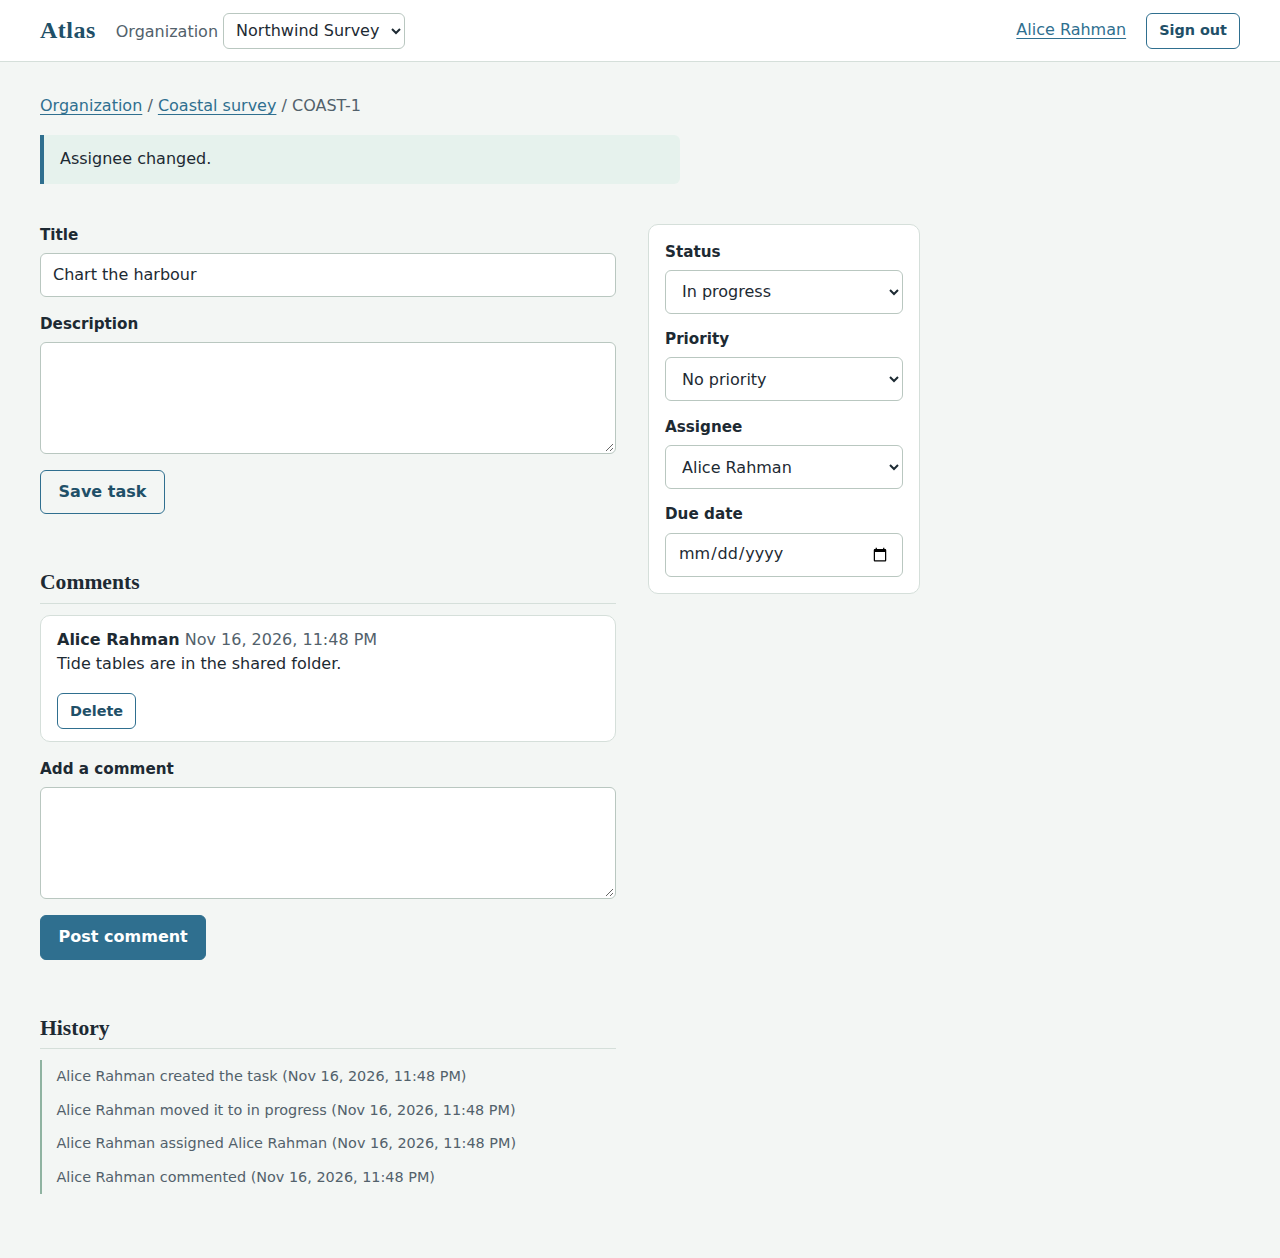 Atlas Organization Northwind Survey Alice Rahman Sign out
Organization / Coastal survey / COAST-1
Assignee changed.
Title
Chart the harbour
Description
Save task
Status
In progress
Priority
No priority
Assignee
Alice Rahman
Due date
mm/dd/yyyy
Comments
Alice Rahman Nov 16, 2026, 11:48 PM
Tide tables are in the shared folder.
Delete
Add a comment
Post comment
History
Alice Rahman created the task (Nov 16, 2026, 11:48 PM)
Alice Rahman moved it to in progress (Nov 16, 2026, 11:48 PM)
Alice Rahman assigned Alice Rahman (Nov 16, 2026, 11:48 PM)
Alice Rahman commented (Nov 16, 2026, 11:48 PM)